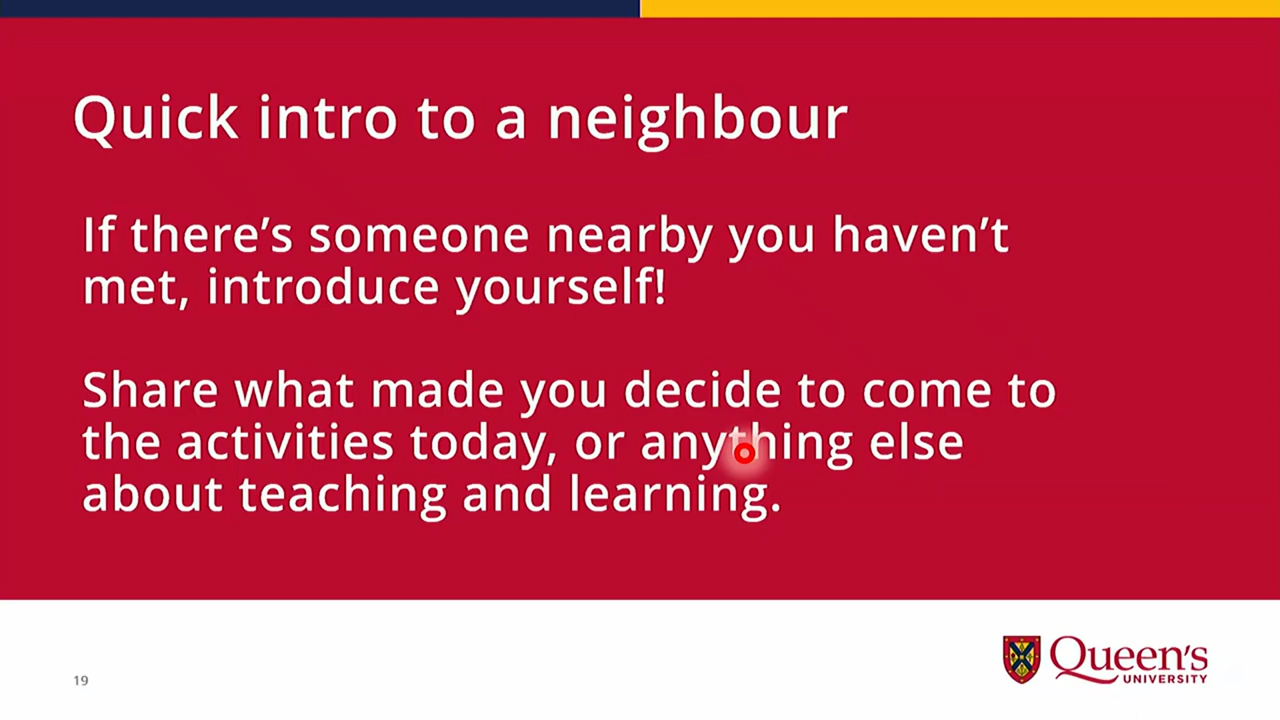 Quick intro to a neighbour
If there's someone nearby you haven't
met, introduce yourself!
Share what made you decide to come to
the activities today, or anything else
about teaching and learning.
19
Queen's
UNIVERSITY